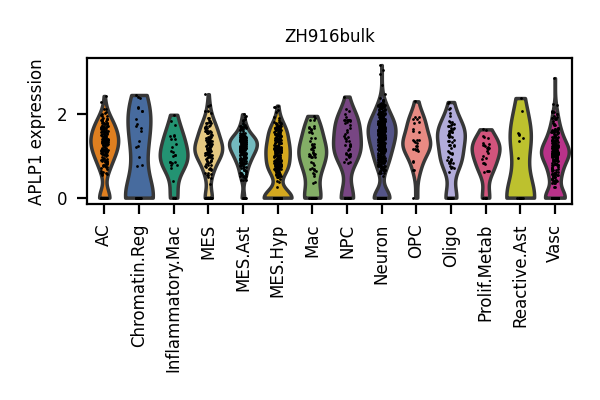 ZH916bulk
APLP1 expression
2
0
AC
Chromatin.Reg
Inflammatory.Mac
MES
MES.Ast
MES.Hyp
Mac
NPC
Neuron
OPC
Oligo
Prolif.Metab
Reactive.Ast
Vasc